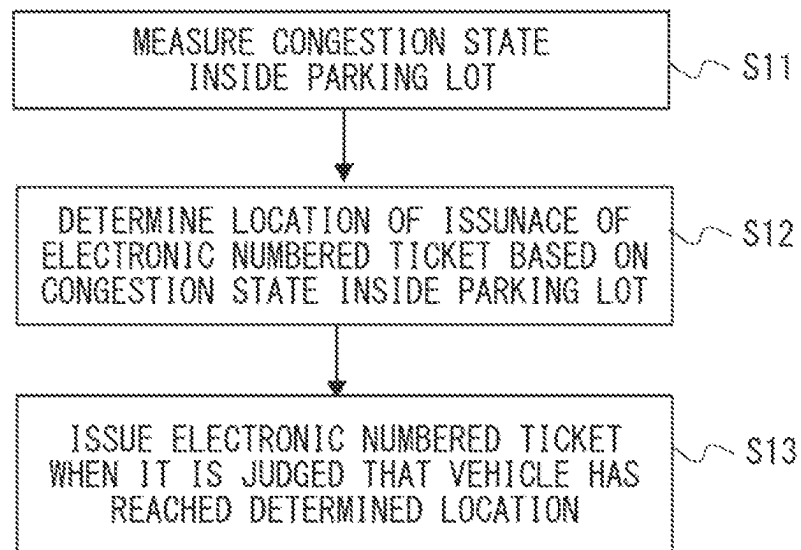 MEASURE CONGESTION STATE
INSIDE PARKING LOT
S11
DETERMINE LOCATION OF ISSUNACE OF
ELECTRONIC NUMBERED TICKET BASED ON
CONGESTION STATE INSIDE PARKING LOT
S12
ISSUE ELECTRONIC NUMBERED TICKET
WHEN IT IS JUDGED THAT VEHICLE HAS
REACHED DETERMINED LOCATION
S13